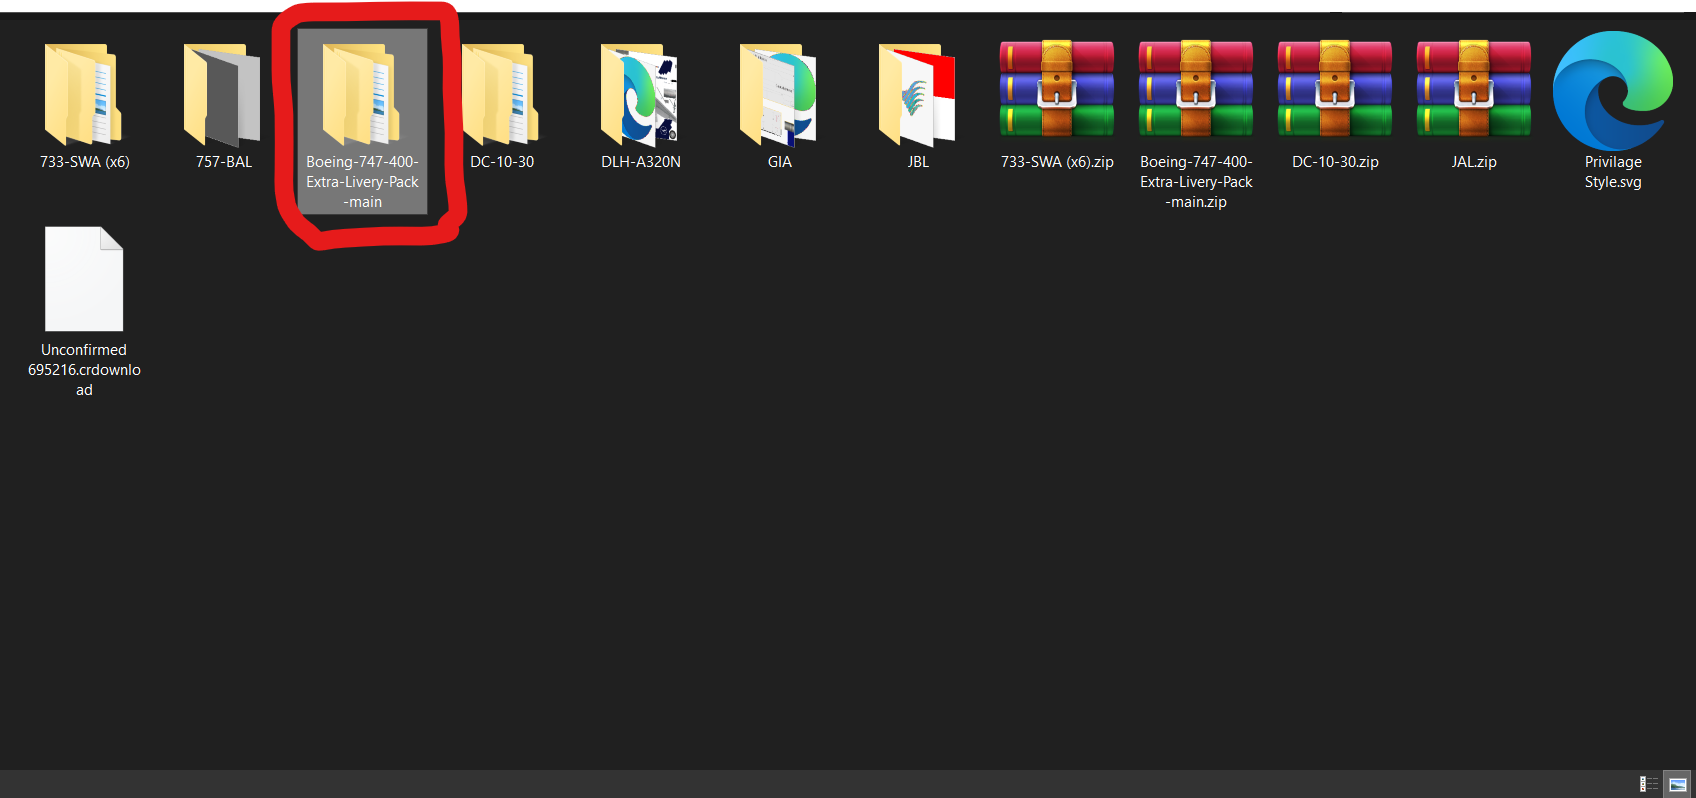 733-SWA (x6)
757-BAL
Boeing-747-400-
Extra-Livery-Pack
-main
DC-10-30
DLH-A320N
GIA
JBL
733-SWA (x6).zip
Boeing-747-400-
Extra-Livery-Pack
-main.zip
DC-10-30.zip
JAL.zip
Privilage
Style.svg
Unconfirmed
695216.crdownlo
ad